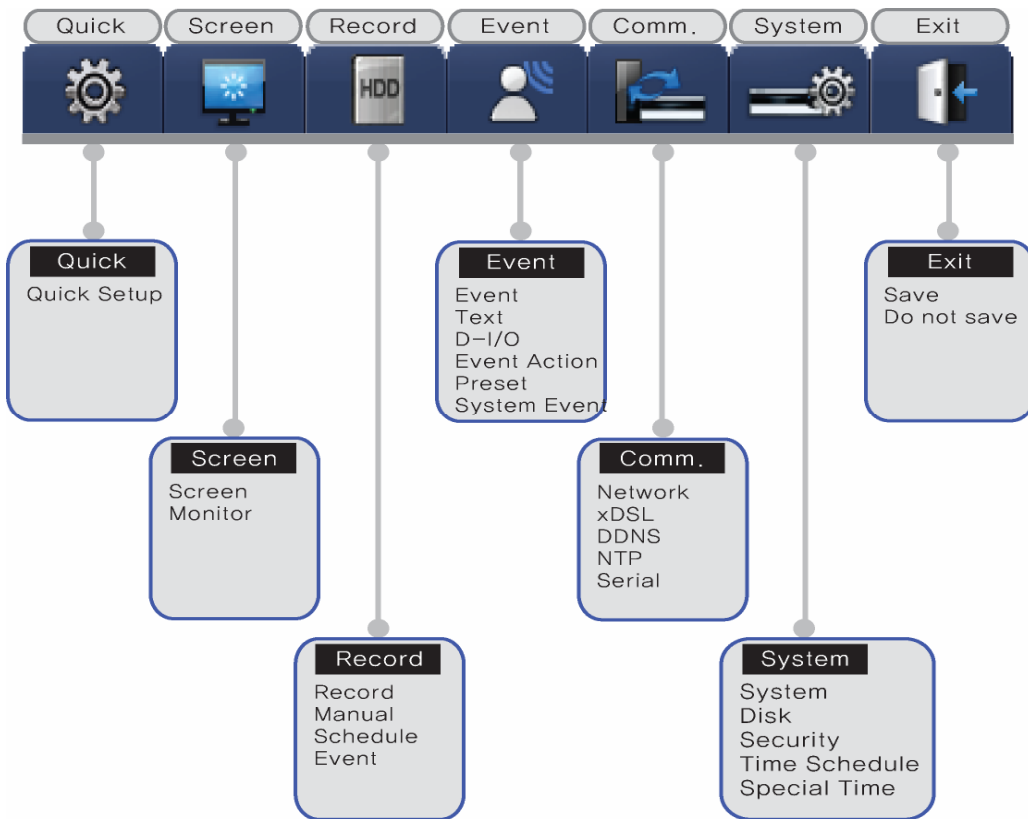 Quick
Screen
Record
Event
Comm.
System
Exit
HDD
Quick
Quick Setup
Screen
Screen
Monitor
Record
Record
Manual
Schedule
Event
Event
Event
Text
D-I/O
Event Action
Preset
System Event
Comm.
Network
xDSL
DDNS
NTP
Serial
System
System
Disk
Security
Time Schedule
Special Time
Exit
Save
Do not save